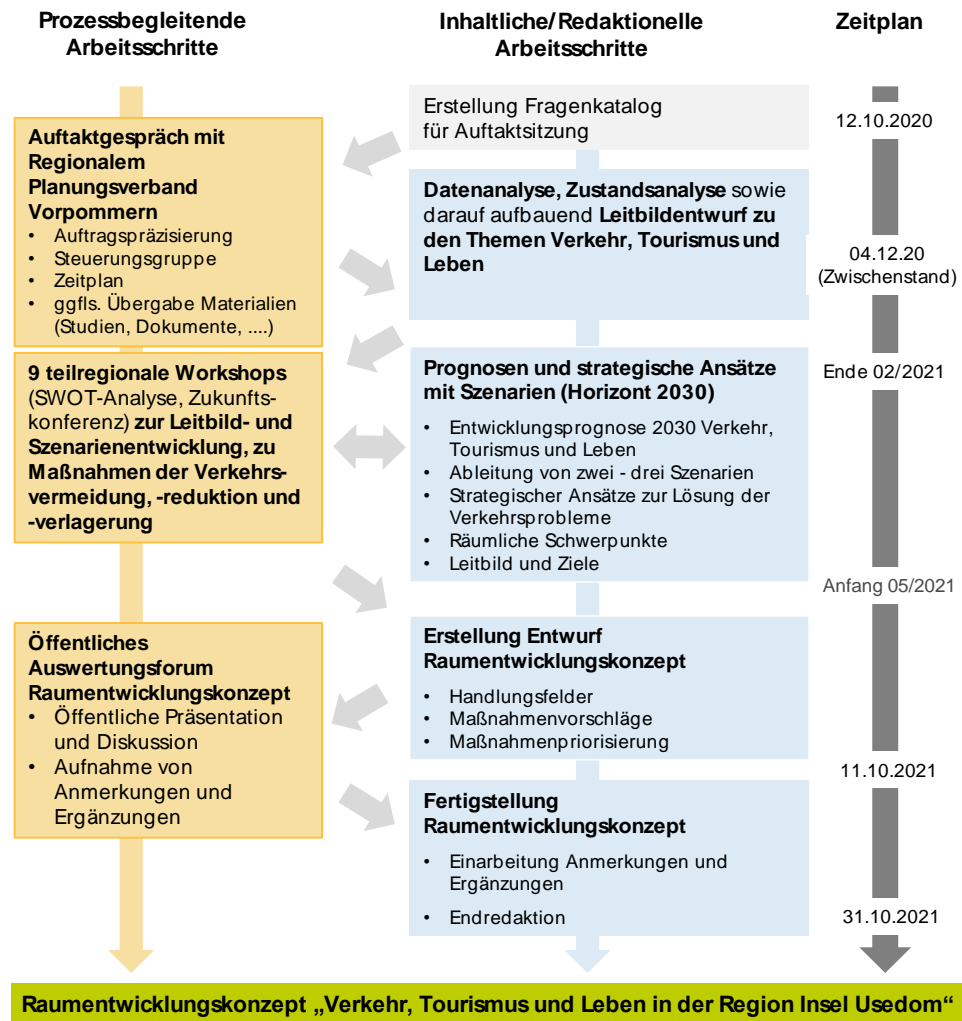 Prozessbegleitende
Arbeitsschritte
Inhaltliche/Redaktionelle
Arbeitsschritte
Zeitplan
Auftaktgespräch mit
Regionalem
Planungsverband
Vorpommern
• Auftragspräzisierung
• Steuerungsgruppe
• Zeitplan
• ggfls. Übergabe Materialien
(Studien, Dokumente, ....)
9 teilregionale Workshops
(SWOT-Analyse, Zukunfts-
konferenz) zur Leitbild- und
Szenarienentwicklung, zu
Maßnahmen der Verkehrs-
vermeidung, -reduktion und
-verlagerung
Öffentliches
Auswertungsforum
Raumentwicklungskonzept
• Öffentliche Präsentation
und Diskussion
• Aufnahme von
Anmerkungen und
Ergänzungen
Erstellung Fragenkatalog
für Auftaktsitzung
Datenanalyse, Zustandsanalyse sowie
darauf aufbauend Leitbildentwurf zu
den Themen Verkehr, Tourismus und
Leben
Prognosen und strategische Ansätze
mit Szenarien (Horizont 2030)
• Entwicklungsprognose 2030 Verkehr,
Tourismus und Leben
• Ableitung von zwei - drei Szenarien
• Strategischer Ansätze zur Lösung der
Verkehrsprobleme
• Räumliche Schwerpunkte
• Leitbild und Ziele
Erstellung Entwurf
Raumentwicklungskonzept
• Handlungsfelder
• Maßnahmenvorschläge
• Maßnahmenpriorisierung
Fertigstellung
Raumentwicklungskonzept
• Einarbeitung Anmerkungen und
Ergänzungen
• Endredaktion
12.10.2020
04.12.20
(Zwischenstand)
Ende 02/2021
Anfang 05/2021
11.10.2021
31.10.2021
Raumentwicklungskonzept „Verkehr, Tourismus und Leben in der Region Insel Usedom“